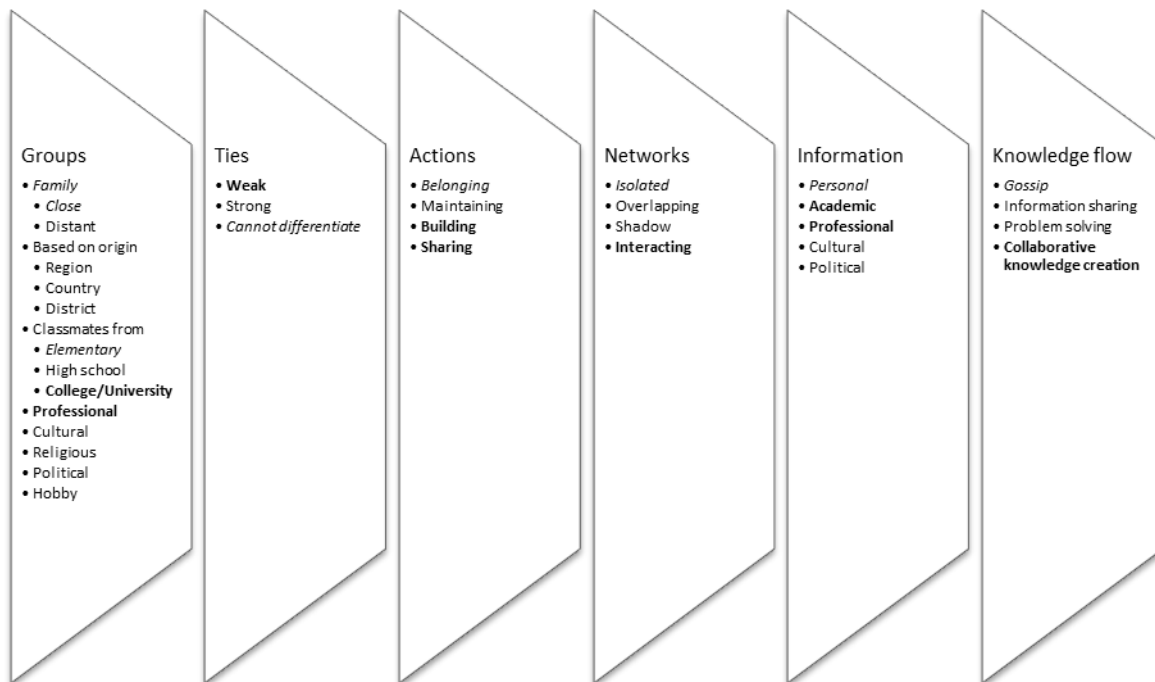 Groups
• Family
• Close
• Distant
• Based on origin
• Region
• Country
• District
• Classmates from
• Elementary
• High school
• College/University
• Professional
• Cultural
• Religious
• Political
• Hobby
Ties
• Weak
• Strong
• Cannot differentiate
Actions
• Belonging
• Maintaining
• Building
• Sharing
Networks
• Isolated
• Overlapping
• Shadow
• Interacting
Information
• Personal
• Academic
• Professional
• Cultural
• Political
Knowledge flow
• Gossip
• Information sharing
• Problem solving
• Collaborative
knowledge creation